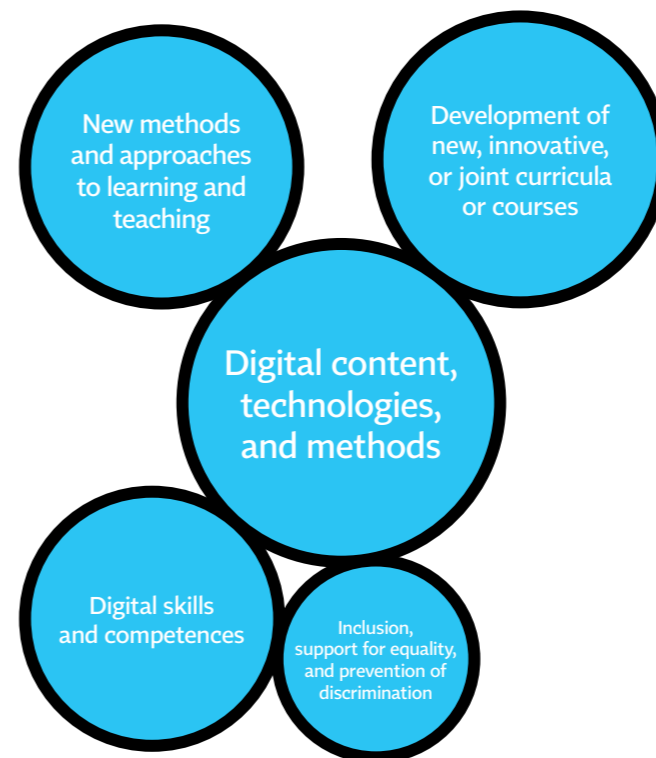 New methods
and approaches
to learning and
teaching
Development of
new, innovative,
or joint curricula
or courses
Digital content,
technologies,
and methods
Digital skills
and competences
Inclusion,
support for equality,
and prevention of
discrimination